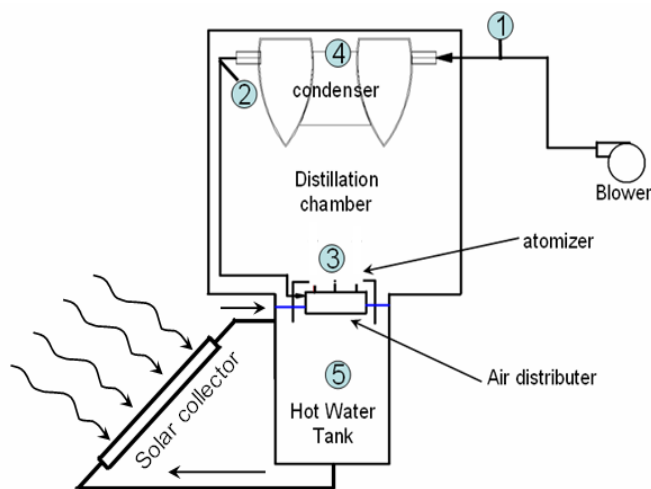 1
4
condenser
2
Blower
Distillation
chamber
atomizer
3
Air distributer
5
Hot Water
Tank
Solar collector